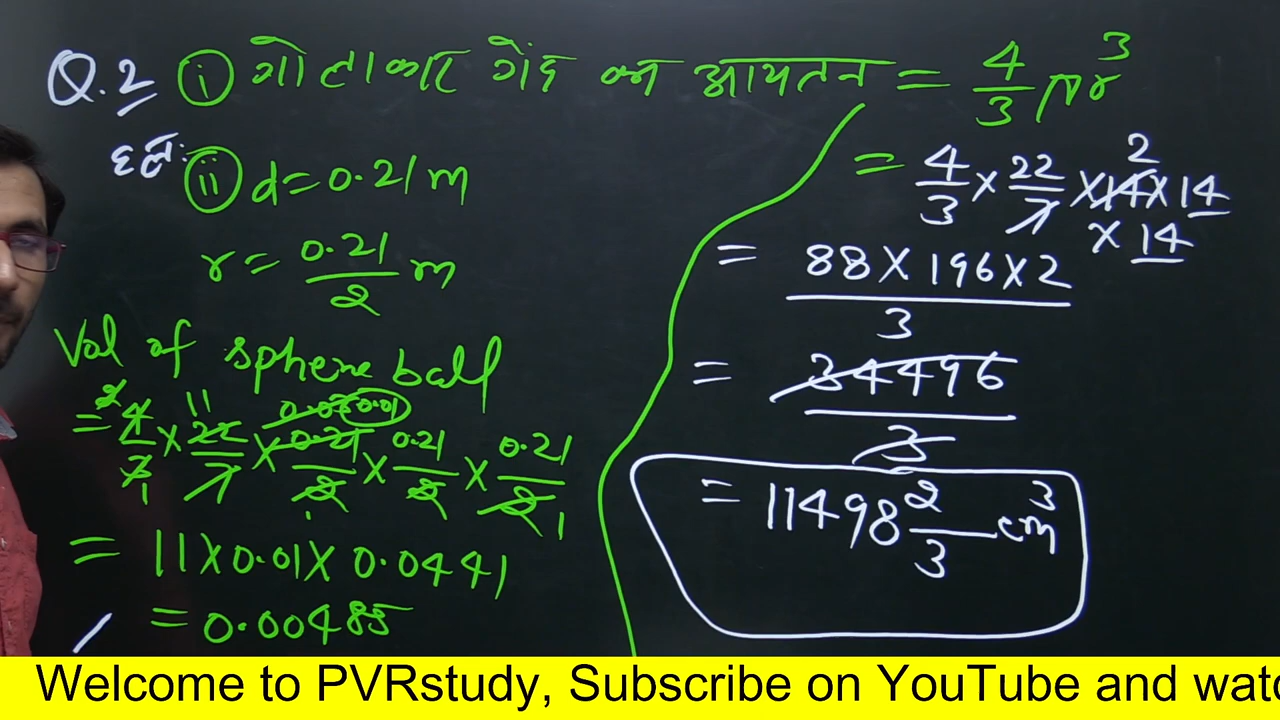 Q.2 (i) गोलाकार गेंद का आयतन = 4/3 πr³
हलः (ii) d=0.21m
r = 0.21/2 m
Vol of sphere ball
= 4/3 × 22/7 × 0.21/2 × 0.21/2 × 0.21/2
= 11×0.01×0.0441
= 0.00485
= 4/3 × 22/7 × 14 × 14
× 14
= 88×196×2/3
= 34496/3
= 11498 2/3 cm³
Welcome to PVRstudy, Subscribe on YouTube and watc